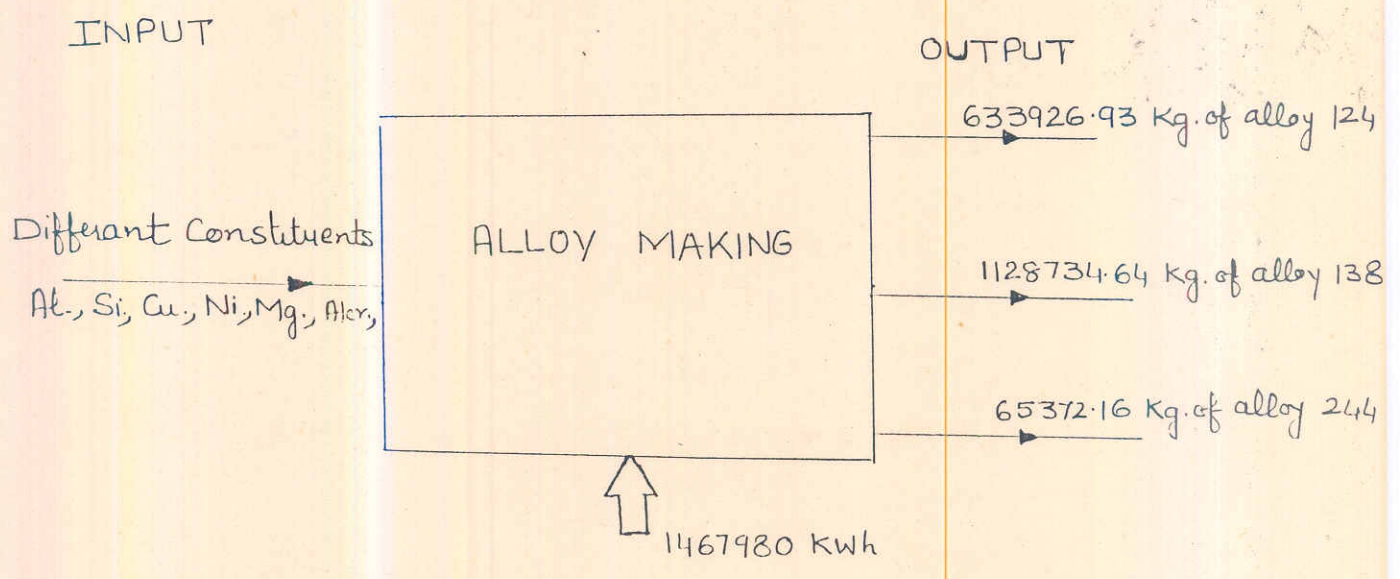 INPUT
OUTPUT
633926.93 Kg. of alloy 124
Differant Constituents
ALLOY MAKING
1128734.64 Kg. of alloy 138
Al., Si., Cu., Ni., Mg.,
65372.16 Kg. of alloy 244
1467980 KWh